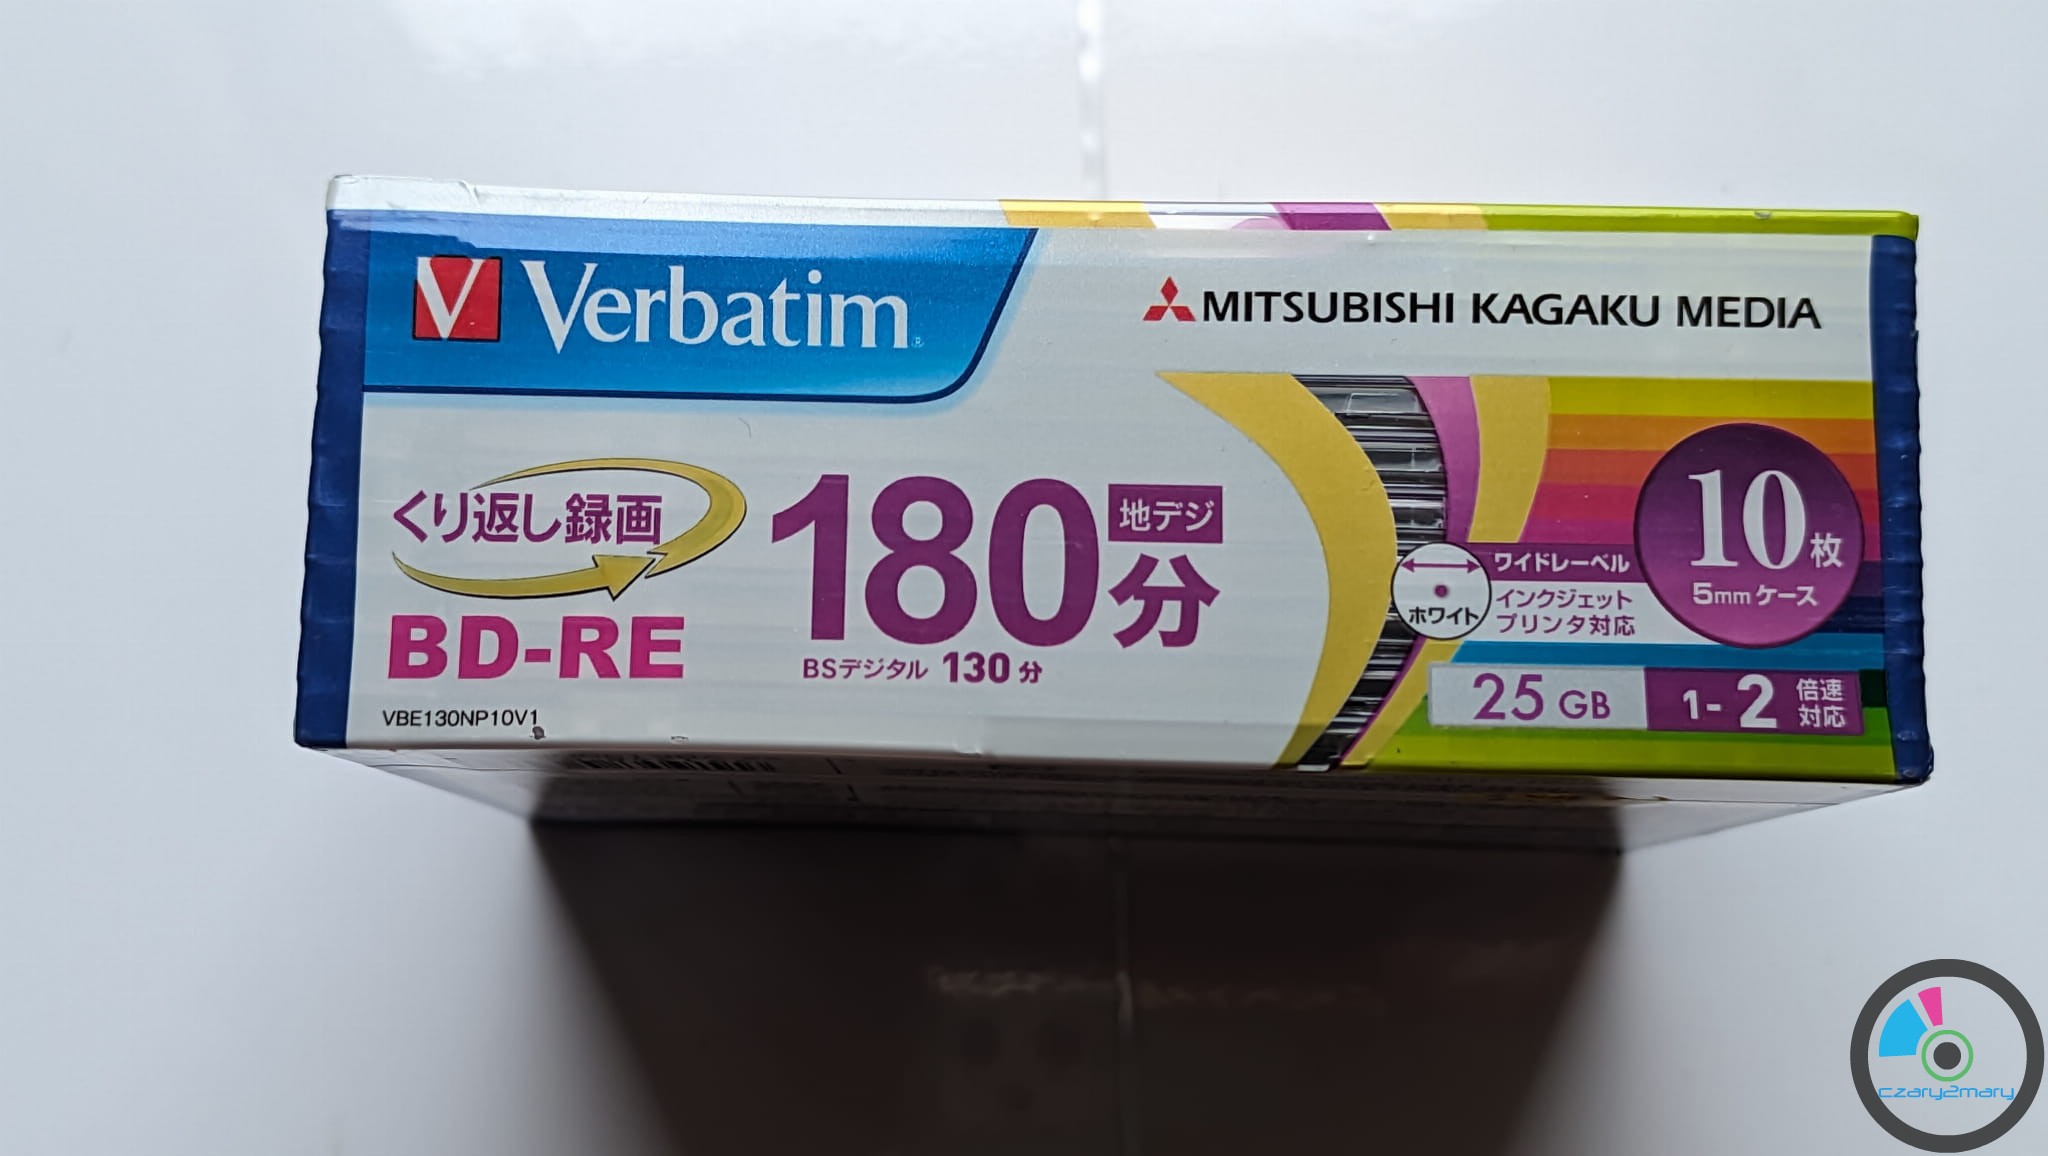 V Verbatim®
MITSUBISHI KAGAKU MEDIA
くり返し録画
BD-RE
VBE130NP10V1
180分
地デジ
BSデジタル 130分
ホワイト
ワイドレーベル
インクジェット
プリンタ対応
10枚
5mmケース
25 GB
1-2倍速
対応
czary2mary